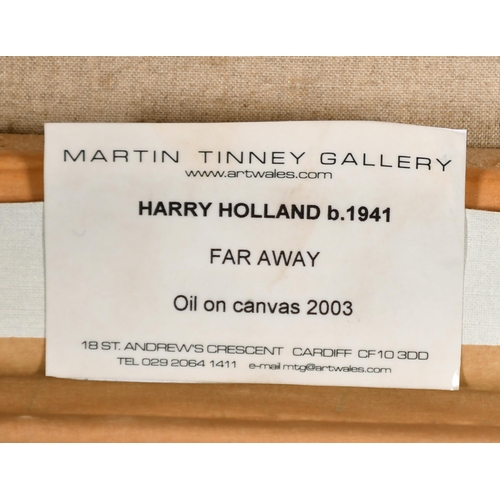 MARTIN TINNEY GALLERY
www.artwales.com
HARRY HOLLAND b.1941
FAR AWAY
Oil on canvas 2003
18 ST. ANDREW'S CRESCENT CARDIFF CF10 3DD
TEL 029 2064 1411 e-mail mtg@artwales.com